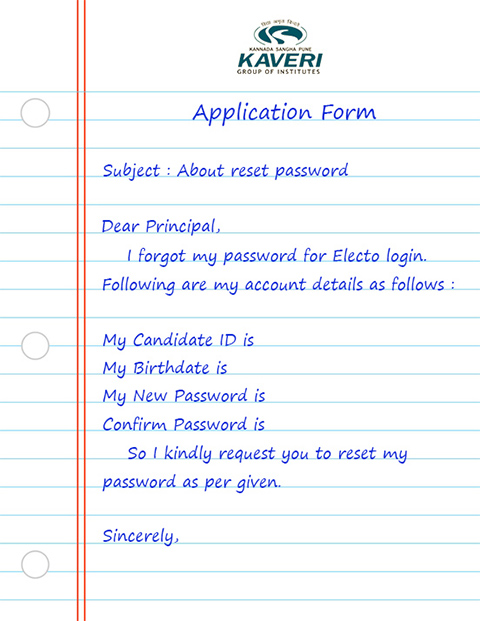 KANNADA SANGHA PUNE
KAVERI
GROUP OF INSTITUTES
Application Form
Subject : About reset password
Dear Principal,
I forgot my password for Electo login.
Following are my account details as follows :
My Candidate ID is
My Birthdate is
My New Password is
Confirm Password is
So I kindly request you to reset my
password as per given.
Sincerely,